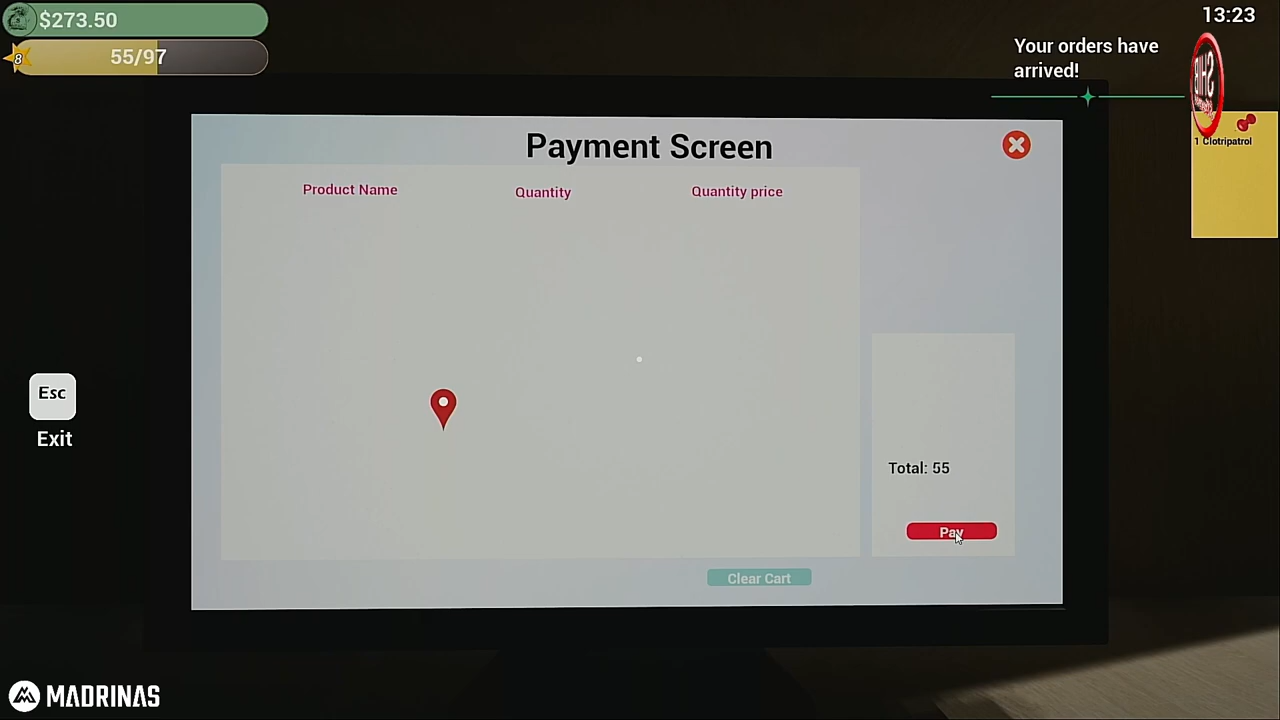 $273.50
13:23
8
55/97
Your orders have
arrived!
1 Clotripatrol
Payment Screen
Product Name
Quantity
Quantity price
Esc
Exit
Total: 55
Pay
Clear Cart
MADRINAS